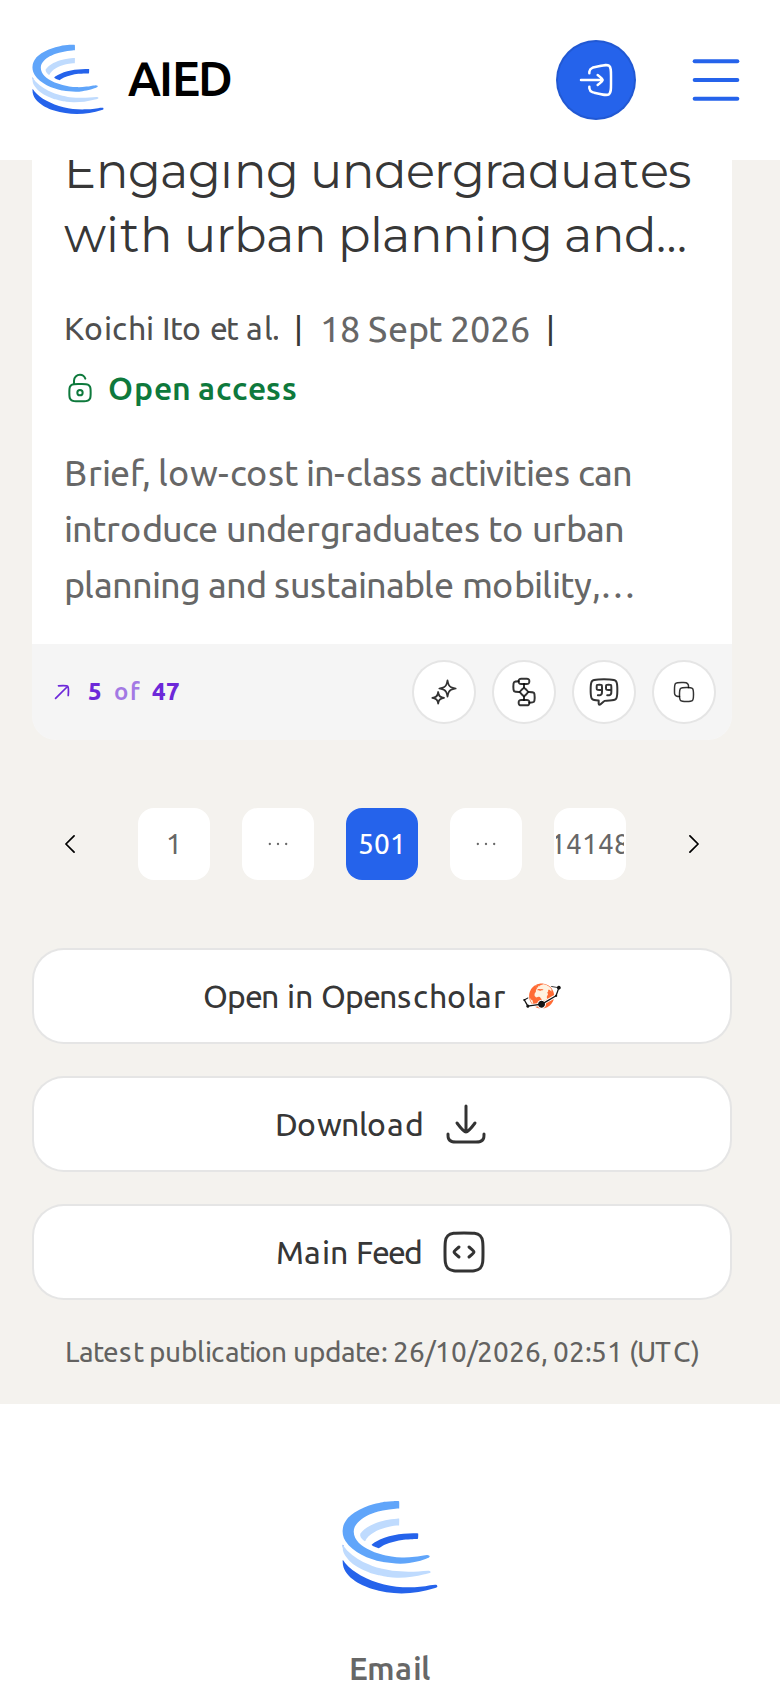 AIED
Engaging undergraduates
with urban planning and...
Koichi Ito et al. | 18 Sept 2026 |
Open access
Brief, low-cost in-class activities can
introduce undergraduates to urban
planning and sustainable mobility,...
5 of 47
1 ... 501 ... 14148
Open in Openscholar
Download
Main Feed
Latest publication update: 26/10/2026, 02:51 (UTC)
Email